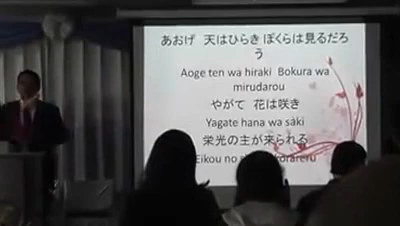 あおげ 天はひらき ぼくらは見るだろ
う
Aoge ten wa hiraki Bokura wa
mirudarou
やがて 花は咲き
Yagate hana wa saki
栄光の主が来られる
Eikou no